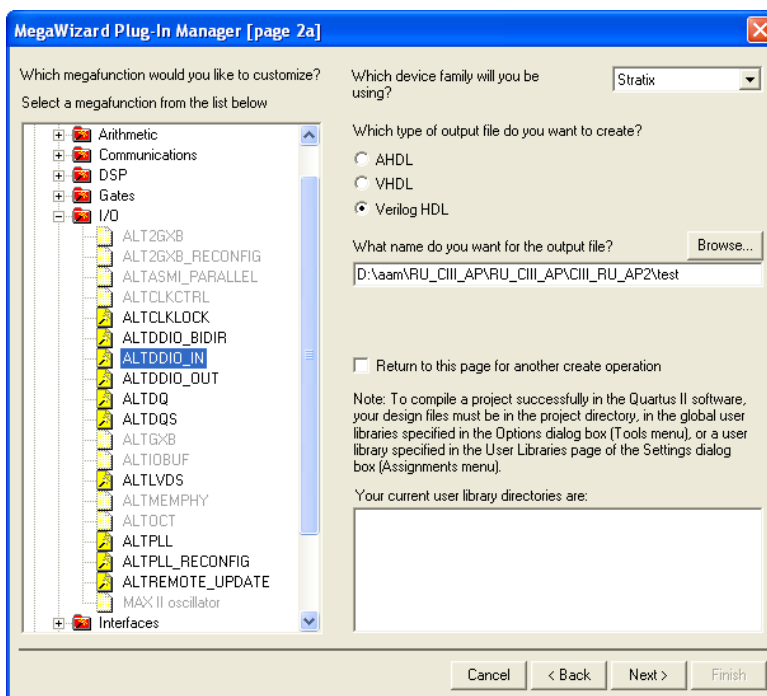 MegaWizard Plug-In Manager [page 2a]
Which megafunction would you like to customize?
Select a megafunction from the list below
Arithmetic
Communications
DSP
Gates
I/O
ALT2GXB
ALT2GXB_RECONFIG
ALTASMI_PARALLEL
ALTCLKCTRL
ALTCLKLOCK
ALTDDIO_BIDIR
ALTDDIO_IN
ALTDDIO_OUT
ALTDQ
ALTDQS
ALTGXB
ALTIOBUF
ALTLVDS
ALTMEMPHY
ALTOCT
ALTPLL
ALTPLL_RECONFIG
ALTREMOTE_UPDATE
MAX II oscillator
Interfaces
Which device family will you be
using?
Stratix
Which type of output file do you want to create?
AHDL
VHDL
Verilog HDL
What name do you want for the output file?
Browse...
D:\aam\RU_CIII_AP\RU_CIII_AP\CIII_RU_AP2\test
Return to this page for another create operation
Note: To compile a project successfully in the Quartus II software,
your design files must be in the project directory, in the global user
libraries specified in the Options dialog box (Tools menu), or a user
library specified in the User Libraries page of the Settings dialog
box (Assignments menu).
Your current user library directories are:
Cancel
< Back
Next >
Finish